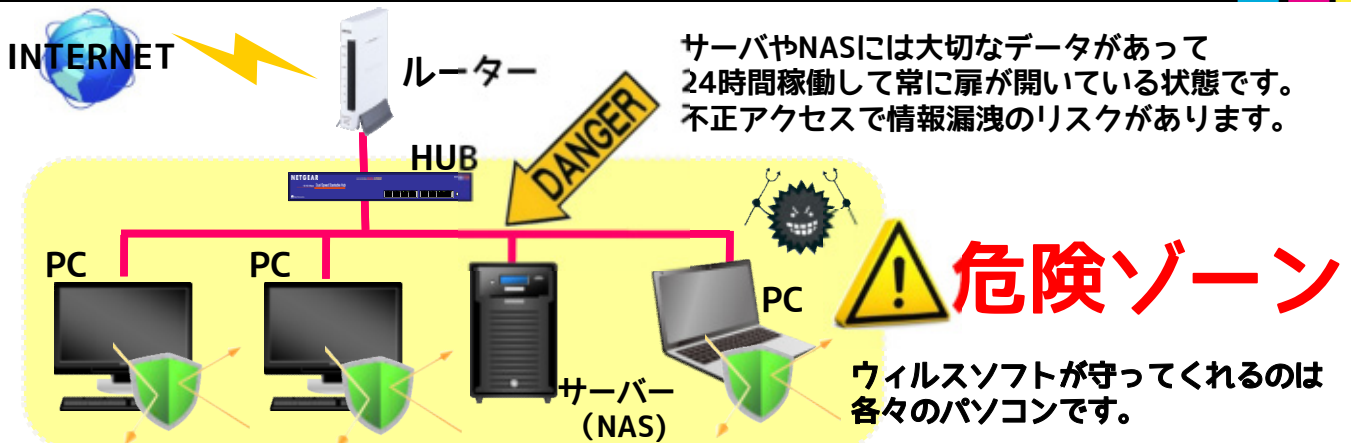 INTERNET
ルーター
サーバやNASには大切なデータがあって
24時間稼働して常に扉が開いている状態です。
不正アクセスで情報漏洩のリスクがあります。
DANGER
HUB
NETGEAR
PC
PC
PC
危険ゾーン
サーバー
（NAS）
ウィルスソフトが守ってくれるのは
各々のパソコンです。